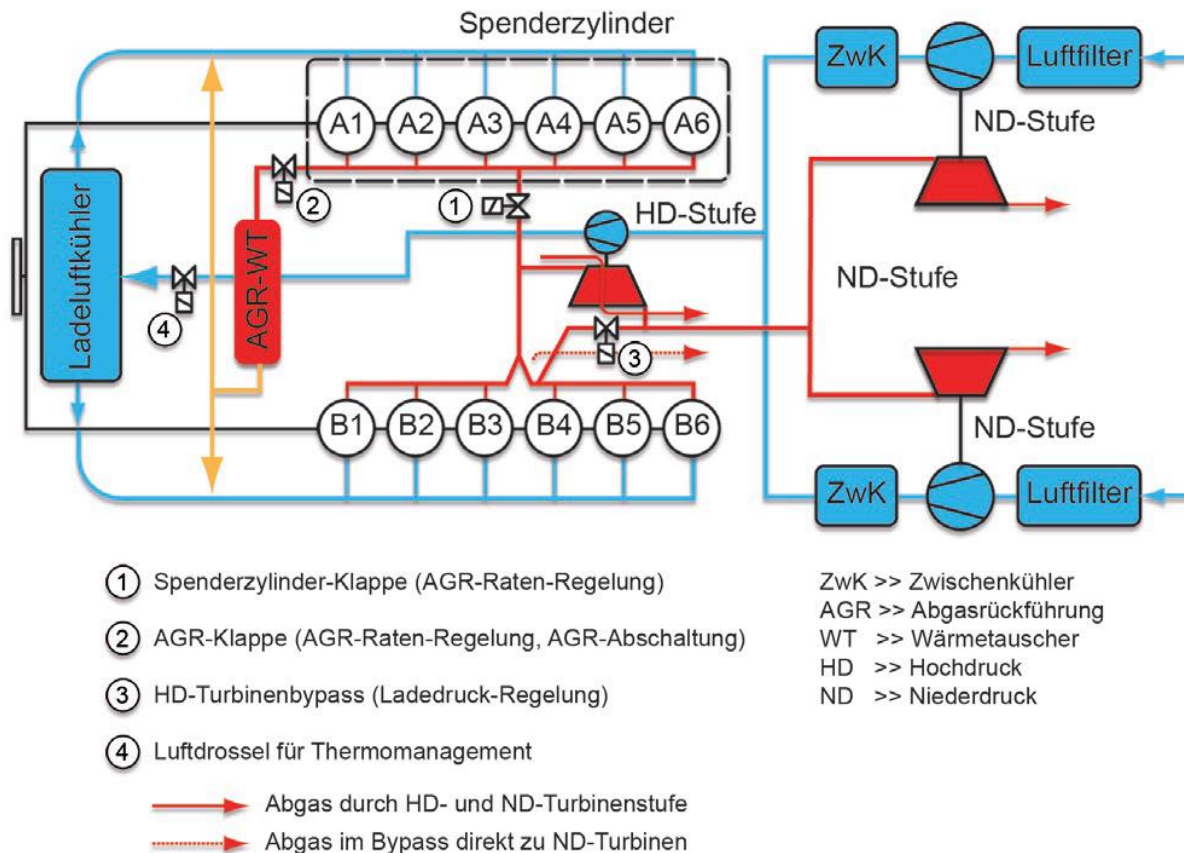 Spenderzylinder
ZwK
Luftfilter
ND-Stufe
A1 A2 A3 A4 A5 A6
2
1
HD-Stufe
Ladeluftkühler
AGR-WT
4
ND-Stufe
3
B1 B2 B3 B4 B5 B6
ND-Stufe
ZwK
Luftfilter
1 Spenderzylinder-Klappe (AGR-Raten-Regelung)
2 AGR-Klappe (AGR-Raten-Regelung, AGR-Abschaltung)
3 HD-Turbinenbypass (Ladedruck-Regelung)
4 Luftdrossel für Thermomanagement
Abgas durch HD- und ND-Turbinenstufe
Abgas im Bypass direkt zu ND-Turbinen
ZwK >> Zwischenkühler
AGR >> Abgasrückführung
WT >> Wärmetauscher
HD >> Hochdruck
ND >> Niederdruck